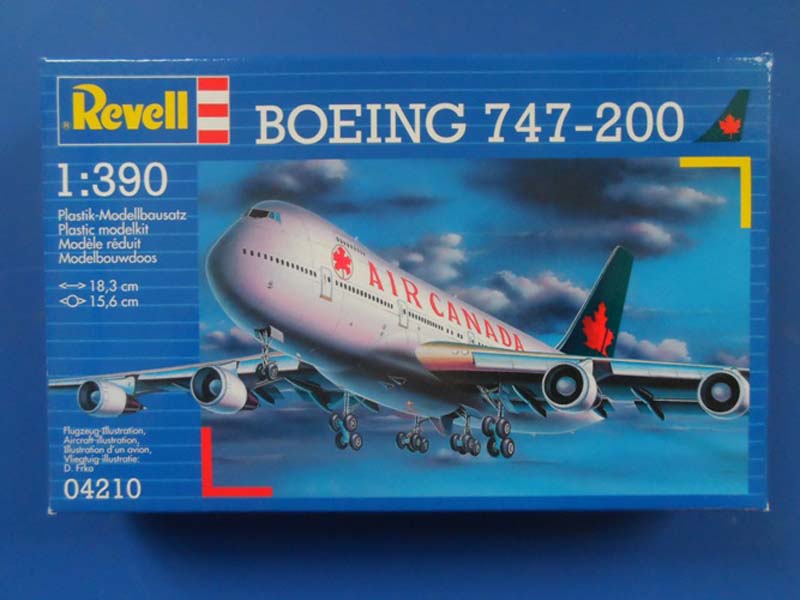 Revell
BOEING 747-200
1:390
Plastik-Modellbausatz
Plastic modelkit
Modèle réduit
Modelbouwdoos
18,3 cm
15,6 cm
AIR CANADA
Flugzeug-Illustration,
Aircraft-illustration,
Illustration d'un avion,
Vliegtuig-illustratie:
D. Frko
04210